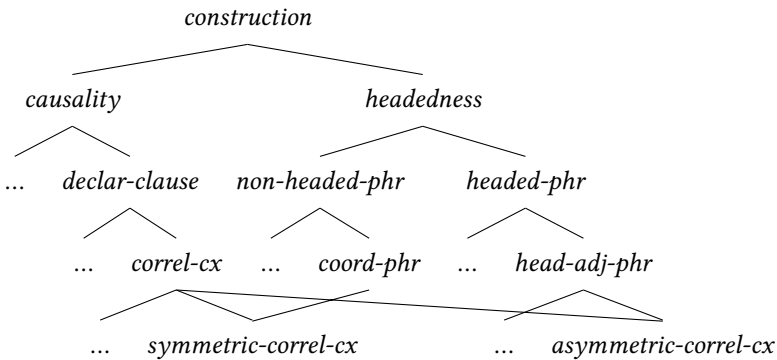 construction
causality headedness
... declar-clause non-headed-phr headed-phr
... correl-cx ... coord-phr ... head-adj-phr
... symmetric-correl-cx ... asymmetric-correl-cx